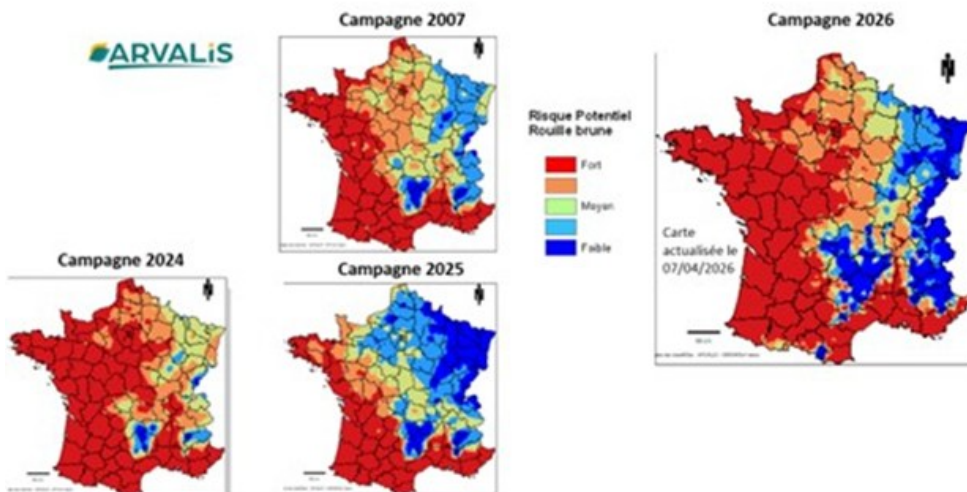 Campagne 2007
Campagne 2026
ARVALIS
Risque Potentiel
Rouille brune
Fort
Moyen
Faible
Carte
actualisée le
07/04/2026
Campagne 2024
Campagne 2025
N